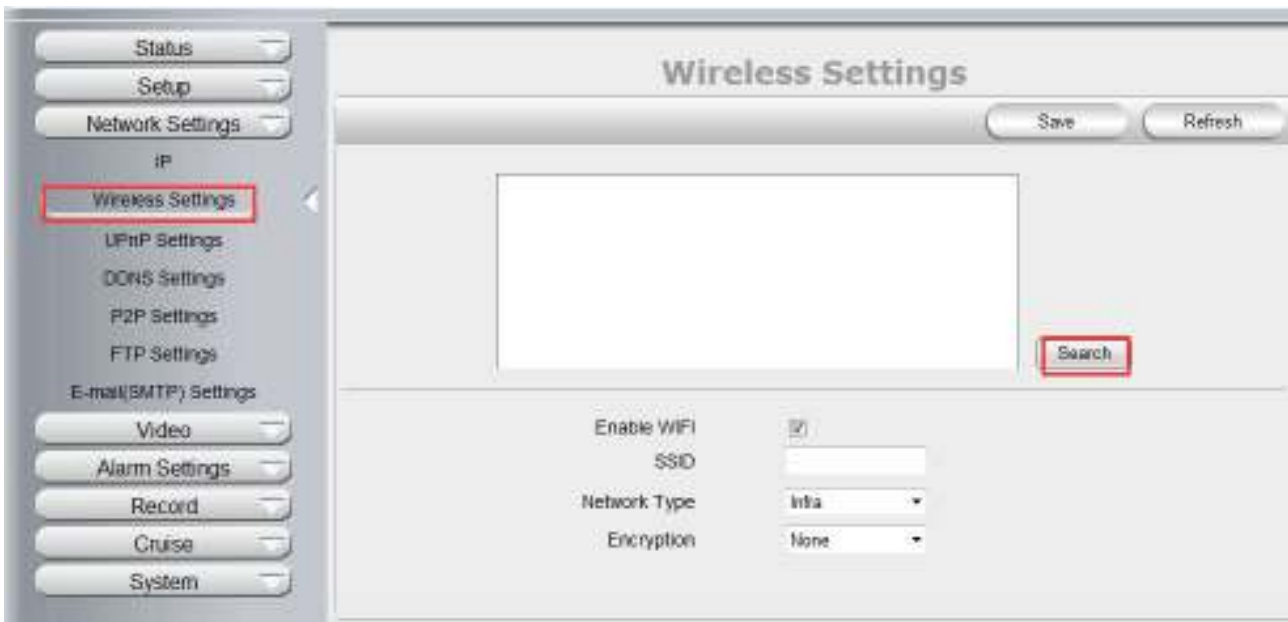 Status
Setup
Network Settings
IP
Wireless Settings
UPnP Settings
DDNS Settings
P2P Settings
FTP Settings
E-mail(SMTP) Settings
Video
Alarm Settings
Record
Cruise
System
Wireless Settings
Save Refresh
Search
Enable WIFI
SSID
Network Type Infra
Encryption None